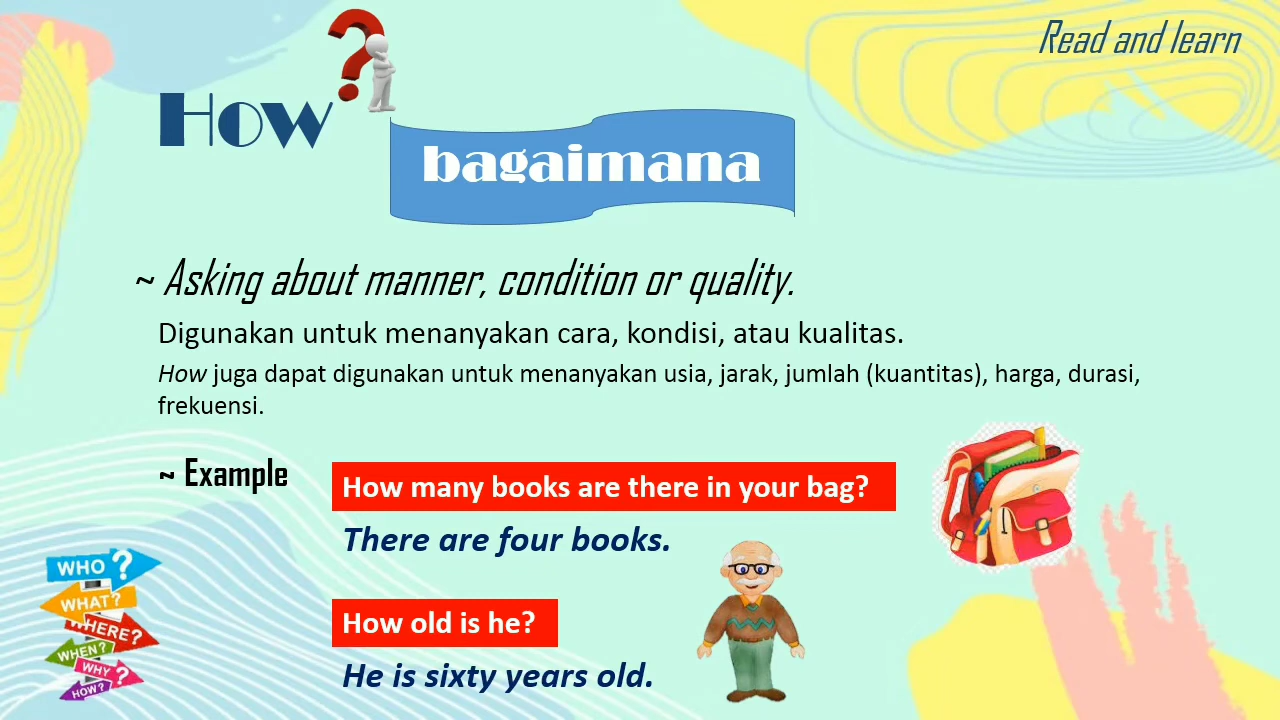 Read and learn
How
bagaimana
~ Asking about manner, condition or quality.
Digunakan untuk menanyakan cara, kondisi, atau kualitas.
How juga dapat digunakan untuk menanyakan usia, jarak, jumlah (kuantitas), harga, durasi,
frekuensi.
~ Example
How many books are there in your bag?
There are four books.
How old is he?
He is sixty years old.
WHO ?
WHAT?
WHERE?
WHEN?
WHY ?
HOW?